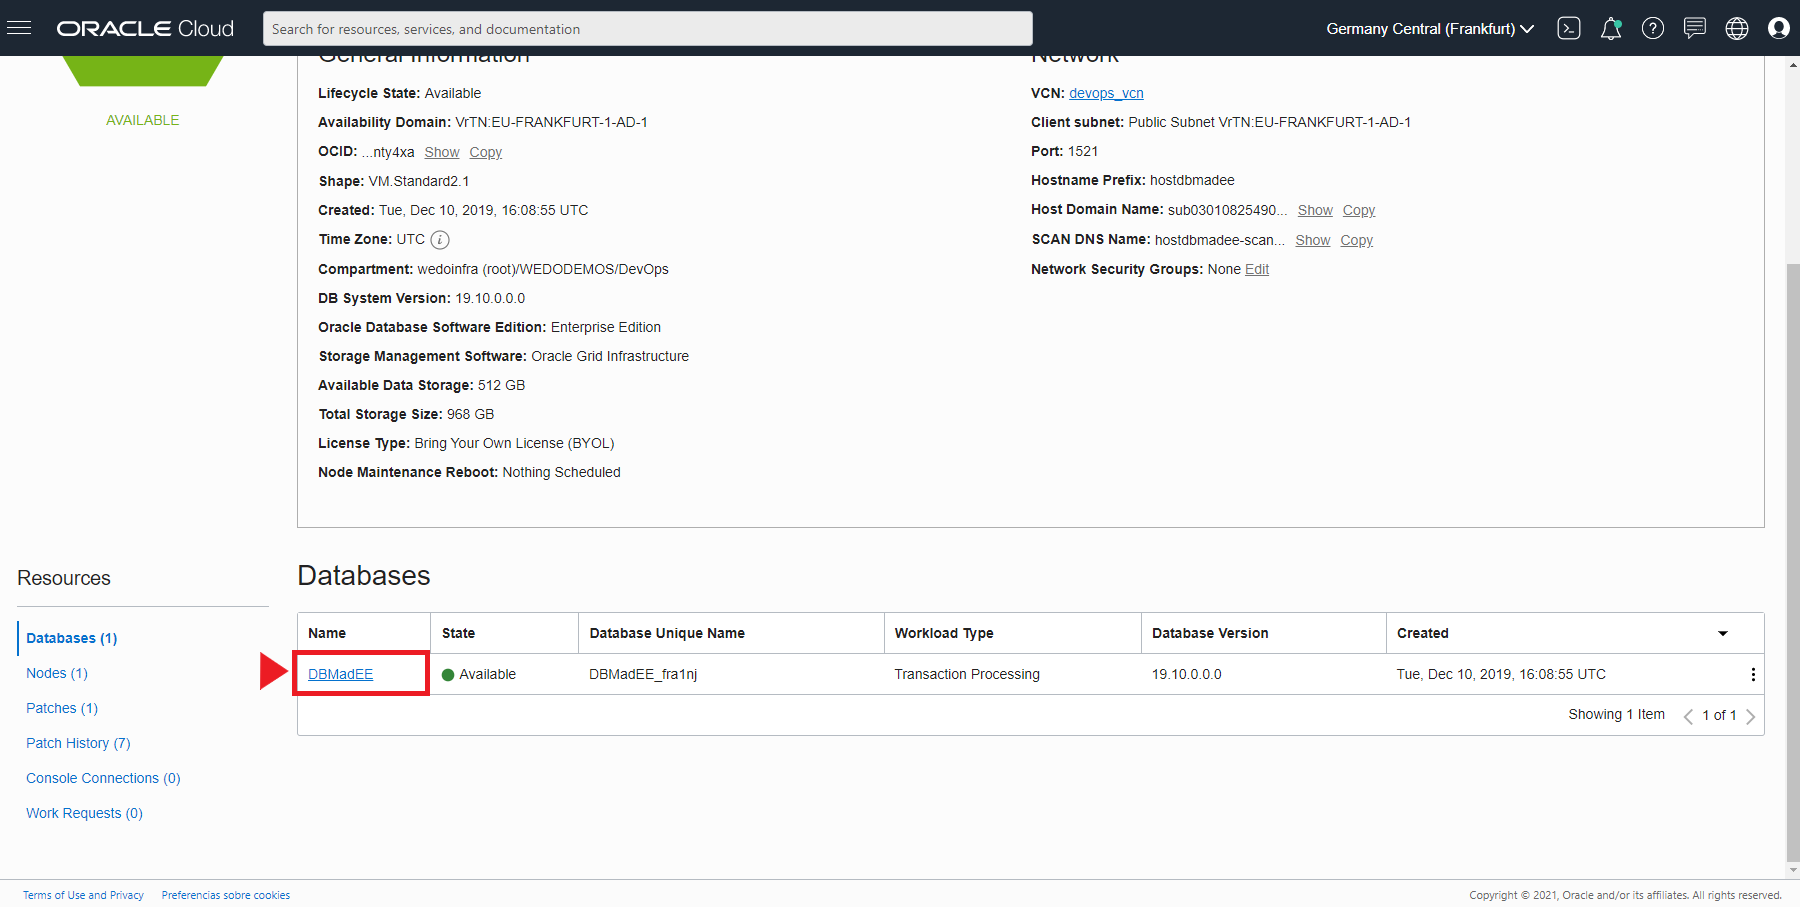 ORACLE Cloud
Search for resources, services, and documentation
Germany Central (Frankfurt)
General Information
Network
AVAILABLE
Lifecycle State: Available
Availability Domain: VrTN:EU-FRANKFURT-1-AD-1
OCID: ...nty4xa Show Copy
Shape: VM.Standard2.1
Created: Tue, Dec 10, 2019, 16:08:55 UTC
Time Zone: UTC i
Compartment: wedoinfra (root)/WEDODEMOS/DevOps
DB System Version: 19.10.0.0.0
Oracle Database Software Edition: Enterprise Edition
Storage Management Software: Oracle Grid Infrastructure
Available Data Storage: 512 GB
Total Storage Size: 968 GB
License Type: Bring Your Own License (BYOL)
Node Maintenance Reboot: Nothing Scheduled
VCN: devops_vcn
Client subnet: Public Subnet VrTN:EU-FRANKFURT-1-AD-1
Port: 1521
Hostname Prefix: hostdbmadee
Host Domain Name: sub03010825490... Show Copy
SCAN DNS Name: hostdbmadee-scan... Show Copy
Network Security Groups: None Edit
Resources
Databases (1)
Nodes (1)
Patches (1)
Patch History (7)
Console Connections (0)
Work Requests (0)
Databases
Name State Database Unique Name Workload Type Database Version Created
DBMadEE Available DBMadEE_fra1nj Transaction Processing 19.10.0.0.0 Tue, Dec 10, 2019, 16:08:55 UTC
Showing 1 Item 1 of 1
Terms of Use and Privacy Preferencias sobre cookies
Copyright © 2021, Oracle and/or its affiliates. All rights reserved.